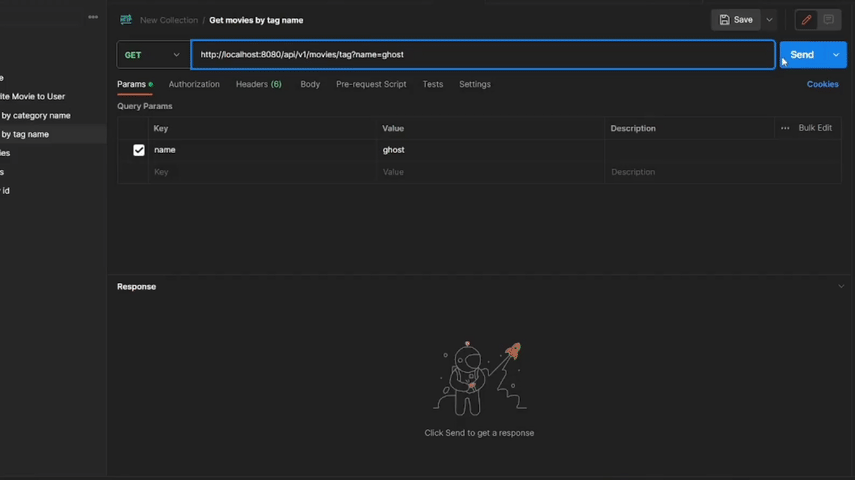 New Collection / Get movies by tag name
Save
GET
http://localhost:8080/api/v1/movies/tag?name=ghost
Send
Params
Authorization
Headers (6)
Body
Pre-request Script
Tests
Settings
Cookies
Query Params
Key
Value
Description
Bulk Edit
name
ghost
Key
Value
Description
e
ite Movie to User
by category name
by tag name
ies
s
id
Response
Click Send to get a response